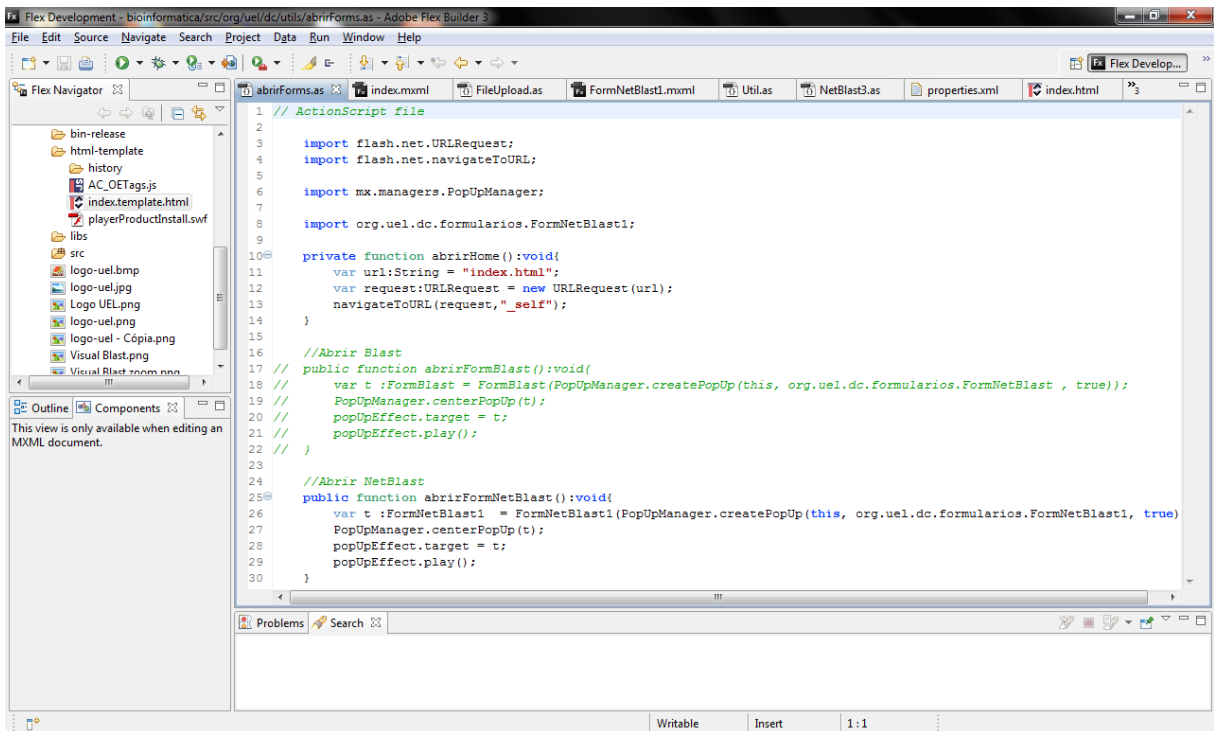 Fx Flex Development - bioinformatica/src/org/uel/dc/utils/abrirForms.as - Adobe Flex Builder 3
File Edit Source Navigate Search Project Data Run Window Help
Fx Flex Develop... »
Flex Navigator
bin-release
html-template
history
AC_OETags.js
index.template.html
playerProductInstall.swf
libs
src
logo-uel.bmp
logo-uel.jpg
Logo UEL.png
logo-uel.png
logo-uel - Cópia.png
Visual Blast.png
Visual Blast zoom.png
Outline Components
This view is only available when editing an
MXML document.
abrirForms.as index.mxml FileUpload.as FormNetBlast1.mxml Util.as NetBlast3.as properties.xml index.html »3
1 // ActionScript file
2
3 import flash.net.URLRequest;
4 import flash.net.navigateToURL;
5
6 import mx.managers.PopUpManager;
7
8 import org.uel.dc.formularios.FormNetBlast1;
9
10 private function abrirHome():void{
11 var url:String = "index.html";
12 var request:URLRequest = new URLRequest(url);
13 navigateToURL(request,"_self");
14 }
15
16 //Abrir Blast
17 // public function abrirFormBlast():void{
18 // var t :FormBlast = FormBlast(PopUpManager.createPopUp(this, org.uel.dc.formularios.FormNetBlast , true));
19 // PopUpManager.centerPopUp(t);
20 // popUpEffect.target = t;
21 // popUpEffect.play();
22 // }
23
24 //Abrir NetBlast
25 public function abrirFormNetBlast():void{
26 var t :FormNetBlast1 = FormNetBlast1(PopUpManager.createPopUp(this, org.uel.dc.formularios.FormNetBlast1, true)
27 PopUpManager.centerPopUp(t);
28 popUpEffect.target = t;
29 popUpEffect.play();
30 }
Problems Search
Writable Insert 1 : 1